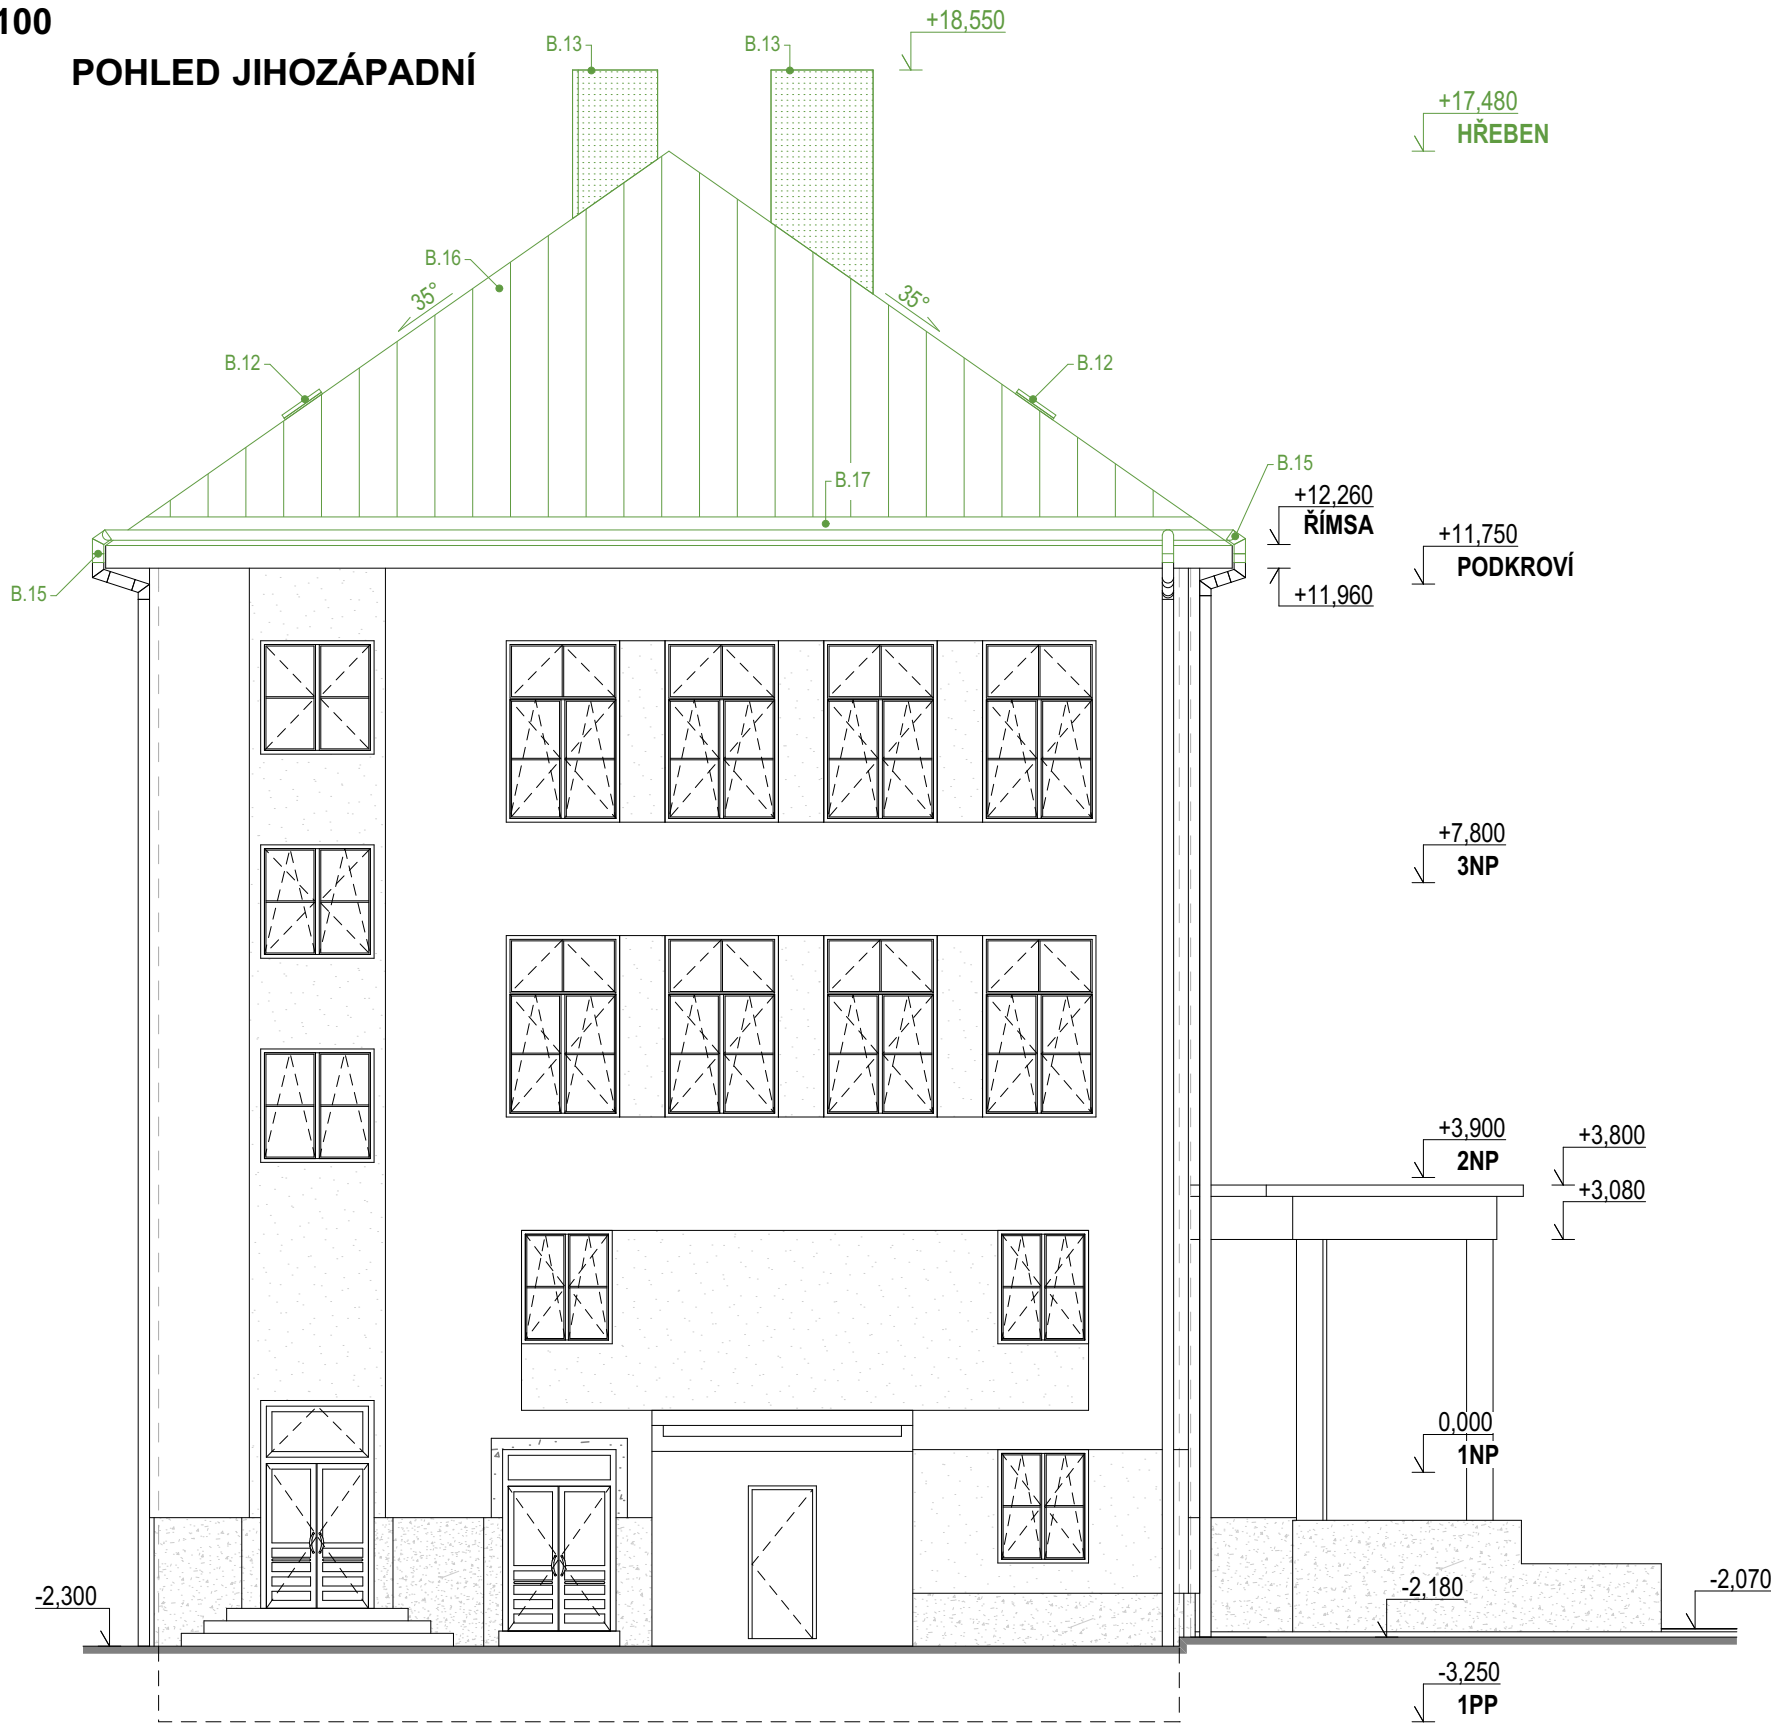 100
POHLED JIHOZÁPADNÍ
B.13
B.13
+18,550
+17,480
HŘEBEN
B.16
35°
35°
B.12
B.12
B.17
B.15
+12,260
ŘÍMSA
+11,750
PODKROVÍ
B.15
+11,960
+7,800
3NP
+3,900
2NP
+3,800
+3,080
0,000
1NP
-2,300
-2,180
-2,070
-3,250
1PP